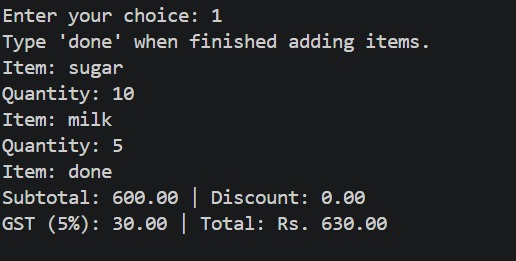 Enter your choice: 1
Type 'done' when finished adding items.
Item: sugar
Quantity: 10
Item: milk
Quantity: 5
Item: done
Subtotal: 600.00 | Discount: 0.00
GST (5%): 30.00 | Total: Rs. 630.00